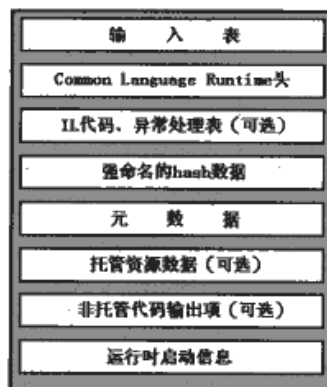 输 入 表
Common Language Runtime头
IL代码、异常处理表（可选）
强命名的hash数据
元 数 据
托管资源数据（可选）
非托管代码输出项（可选）
运行时启动信息